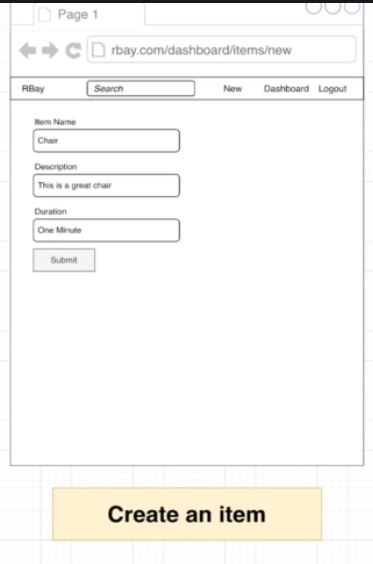 Page 1
rbay.com/dashboard/items/new
RBay Search New Dashboard Logout
Item Name
Chair
Description
This is a great chair
Duration
One Minute
Submit
Create an item